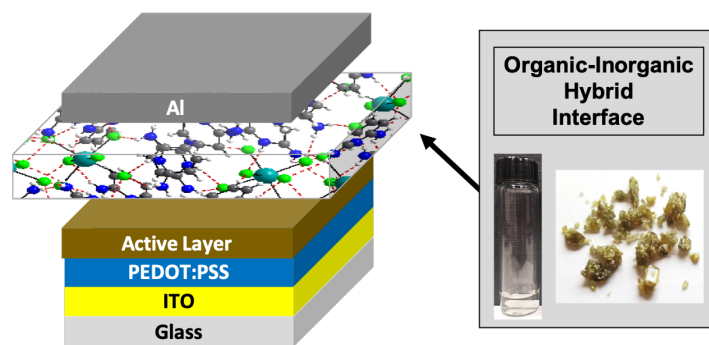 Al
Active Layer
PEDOT:PSS
ITO
Glass
Organic-Inorganic
Hybrid
Interface